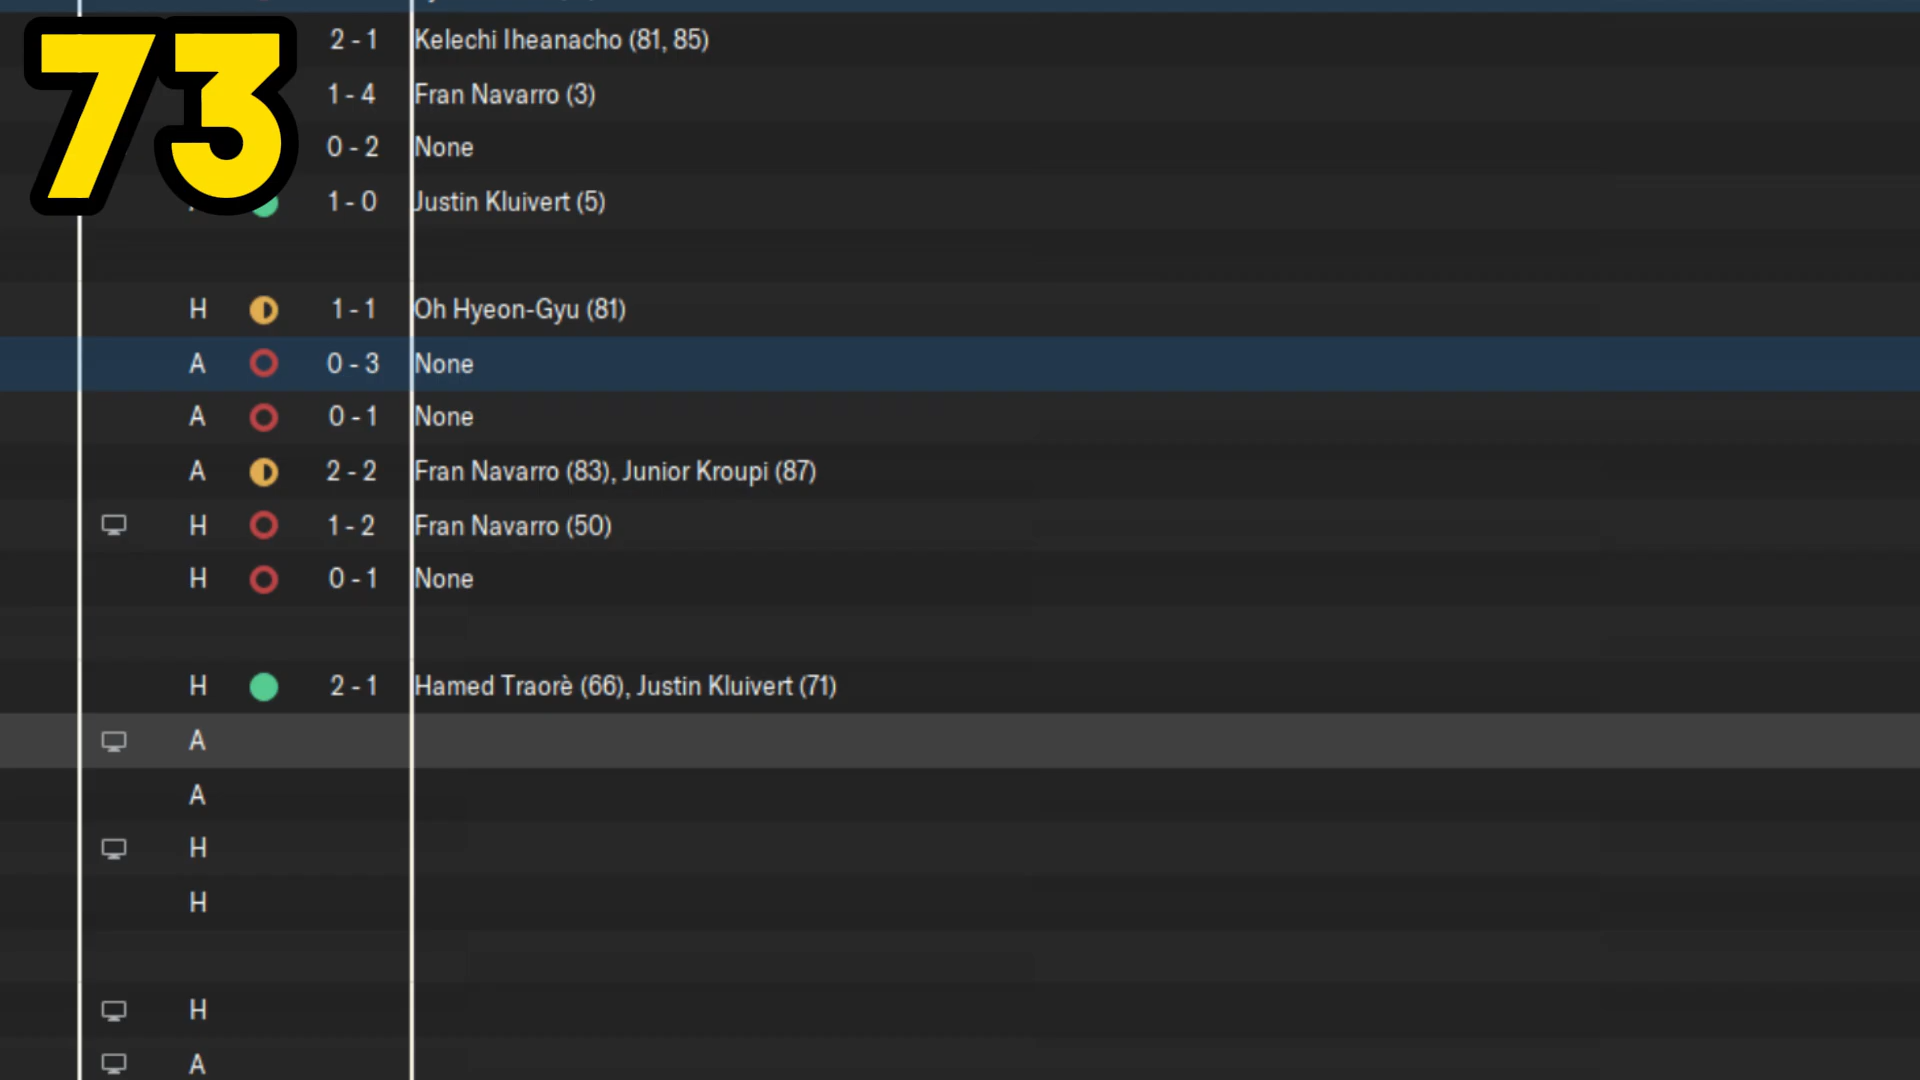 73
2 - 1 Kelechi Iheanacho (81, 85)
1 - 4 Fran Navarro (3)
0 - 2 None
1 - 0 Justin Kluivert (5)
H 1 - 1 Oh Hyeon-Gyu (81)
A 0 - 3 None
A 0 - 1 None
A 2 - 2 Fran Navarro (83), Junior Kroupi (87)
H 1 - 2 Fran Navarro (50)
H 0 - 1 None
H 2 - 1 Hamed Traorè (66), Justin Kluivert (71)
A
A
H
H
H
A